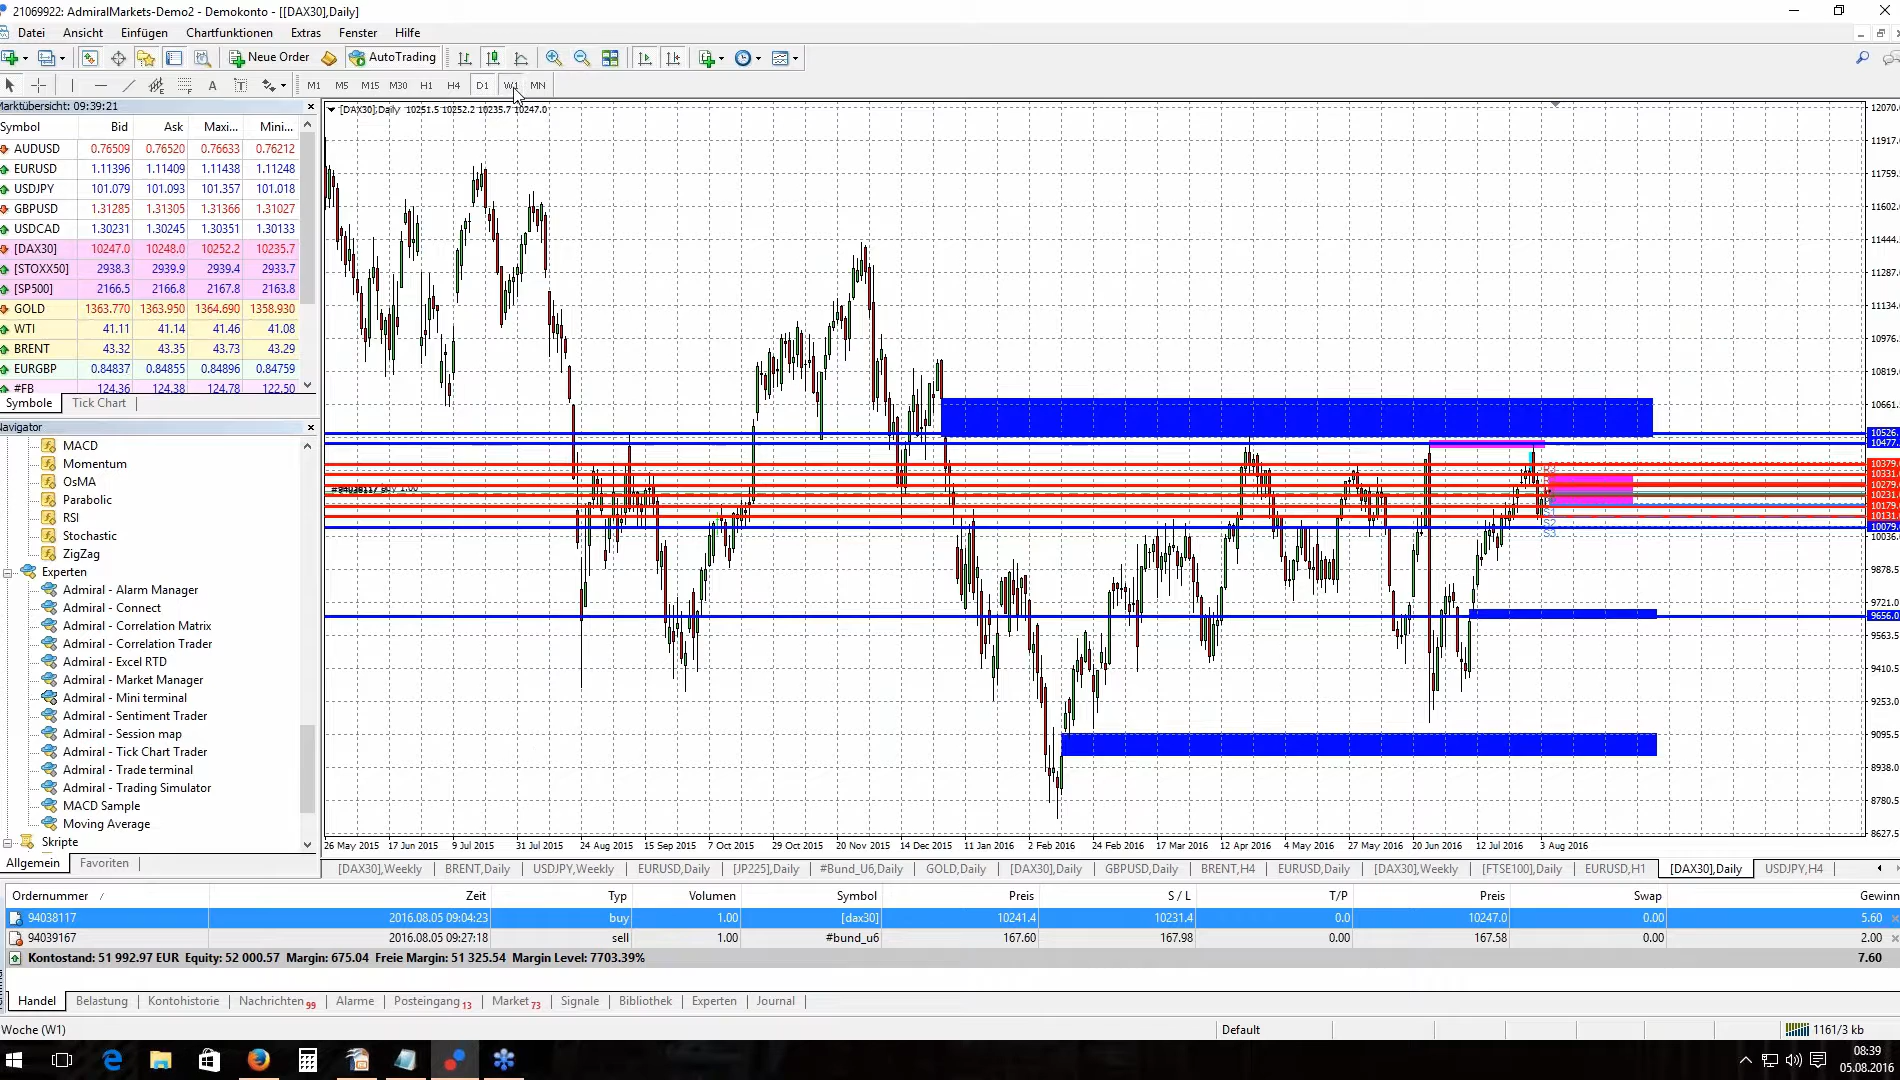 21069922: AdmiralMarkets-Demo2 - Demokonto - [[DAX30],Daily]
Datei Ansicht Einfügen Chartfunktionen Extras Fenster Hilfe
Neue Order AutoTrading
M1 M5 M15 M30 H1 H4 D1 W1 MN
Marktübersicht: 09:39:21
Symbol Bid Ask Maxi... Mini...
AUDUSD 0.76509 0.76520 0.76633 0.76212
EURUSD 1.11396 1.11409 1.11438 1.11248
USDJPY 101.079 101.093 101.357 101.018
GBPUSD 1.31285 1.31305 1.31366 1.31027
USDCAD 1.30231 1.30245 1.30351 1.30133
[DAX30] 10247.0 10248.0 10252.2 10235.7
[STOXX50] 2938.3 2939.9 2939.4 2933.7
[SP500] 2166.5 2166.8 2167.8 2163.8
GOLD 1363.770 1363.950 1364.690 1358.930
WTI 41.11 41.14 41.46 41.08
BRENT 43.32 43.35 43.73 43.29
EURGBP 0.84837 0.84855 0.84896 0.84759
#FB 124.36 124.38 124.78 122.50
Symbole Tick Chart
Navigator
MACD
Momentum
OsMA
Parabolic
RSI
Stochastic
ZigZag
Experten
Admiral - Alarm Manager
Admiral - Connect
Admiral - Correlation Matrix
Admiral - Correlation Trader
Admiral - Excel RTD
Admiral - Market Manager
Admiral - Mini terminal
Admiral - Sentiment Trader
Admiral - Session map
Admiral - Tick Chart Trader
Admiral - Trade terminal
Admiral - Trading Simulator
MACD Sample
Moving Average
Skripte
Allgemein Favoriten
[DAX30],Daily 10251.5 10252.2 10235.7 10247.0
12070.
11917.
11759.
11602.
11444.
11287.
11134.
10976.
10819.
10661.
10526.
10477.
10379.
10331.
10279.
10231.
10179.
10131.
10079.
10036.
9878.5
9721.0
9656.0
9563.5
9410.5
9253.0
9095.5
8938.0
8780.5
8627.5
S1
S2
S3
26 May 2015 17 Jun 2015 9 Jul 2015 31 Jul 2015 24 Aug 2015 15 Sep 2015 7 Oct 2015 29 Oct 2015 20 Nov 2015 14 Dec 2015 11 Jan 2016 2 Feb 2016 24 Feb 2016 17 Mar 2016 12 Apr 2016 4 May 2016 27 May 2016 20 Jun 2016 12 Jul 2016 3 Aug 2016
[DAX30],Weekly BRENT,Daily USDJPY,Weekly EURUSD,Daily [JP225],Daily #Bund_U6,Daily GOLD,Daily [DAX30],Daily GBPUSD,Daily BRENT,H4 EURUSD,Daily [DAX30],Weekly [FTSE100],Daily EURUSD,H1 [DAX30],Daily USDJPY,H4
Ordernummer / Zeit Typ Volumen Symbol Preis S / L T/P Preis Swap Gewinn
94038117 2016.08.05 09:04:23 buy 1.00 [dax30] 10241.4 10231.4 0.0 10247.0 0.00 5.60
94039167 2016.08.05 09:27:18 sell 1.00 #bund_u6 167.60 167.98 0.00 167.58 0.00 2.00
Kontostand: 51 992.97 EUR Equity: 52 000.57 Margin: 675.04 Freie Margin: 51 325.54 Margin Level: 7703.39% 7.60
Handel Belastung Kontohistorie Nachrichten 99 Alarme Posteingang 13 Market 73 Signale Bibliothek Experten Journal
Woche (W1) Default 1161/3 kb
08:39
05.08.2016